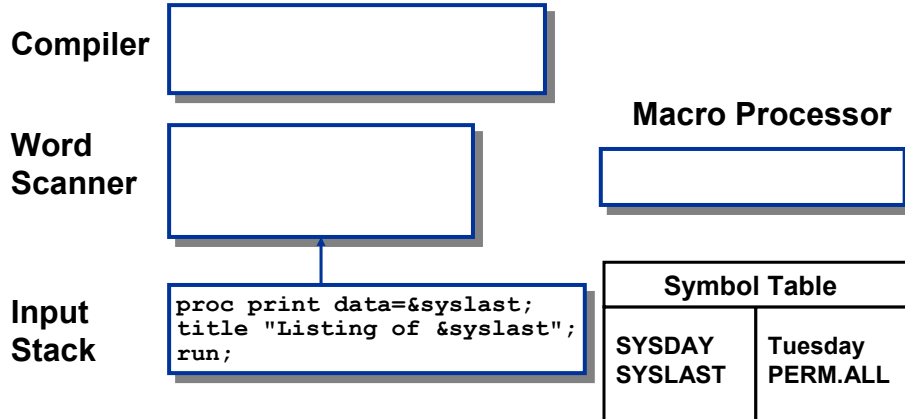 Compiler
Macro Processor
Word
Scanner
Input
Stack
proc print data=&syslast;
title "Listing of &syslast";
run;
Symbol Table
SYSDAY Tuesday
SYSLAST PERM.ALL